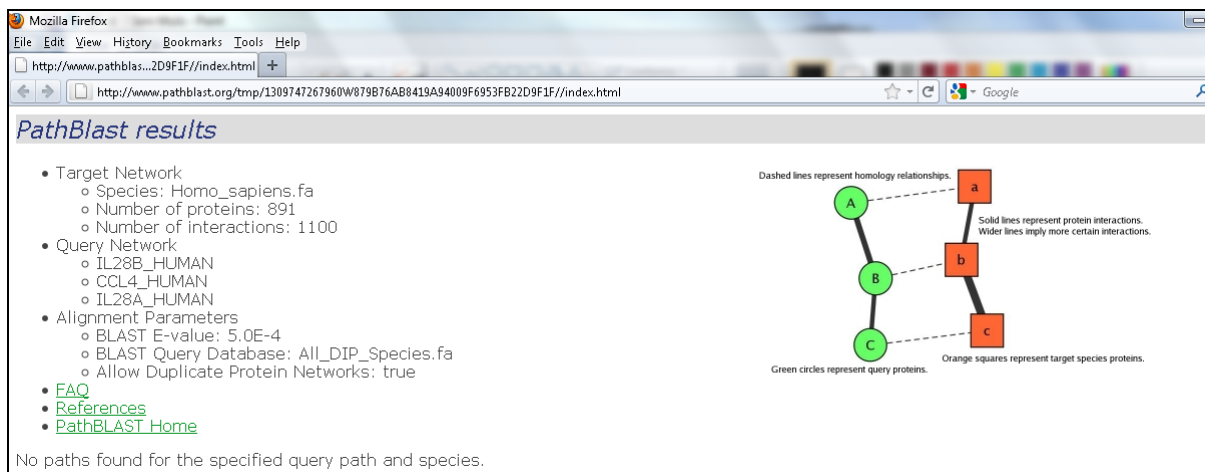 Mozilla Firefox
File Edit View History Bookmarks Tools Help
http://www.pathblas...2D9F1F//index.html +
http://www.pathblast.org/tmp/1309747267960W879B76AB8419A94009F6953FB22D9F1F//index.html
Google
PathBlast results
Target Network
Species: Homo_sapiens.fa
Number of proteins: 891
Number of interactions: 1100
Query Network
IL28B_HUMAN
CCL4_HUMAN
IL28A_HUMAN
Alignment Parameters
BLAST E-value: 5.0E-4
BLAST Query Database: All_DIP_Species.fa
Allow Duplicate Protein Networks: true
FAQ
References
PathBLAST Home
No paths found for the specified query path and species.
Dashed lines represent homology relationships.
a
A
Solid lines represent protein interactions.
Wider lines imply more certain interactions.
b
B
c
C
Orange squares represent target species proteins.
Green circles represent query proteins.